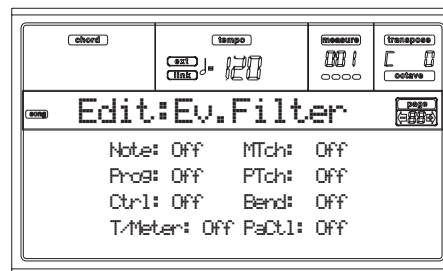 chord tempo measure transpose
ext link ♩= 120 001 C 0
octave
song Edit:Ev.Filter page
Note: Off MTch: Off
Prog: Off PTch: Off
Ctrl: Off Bend: Off
T/Meter: Off PaCtl: Off